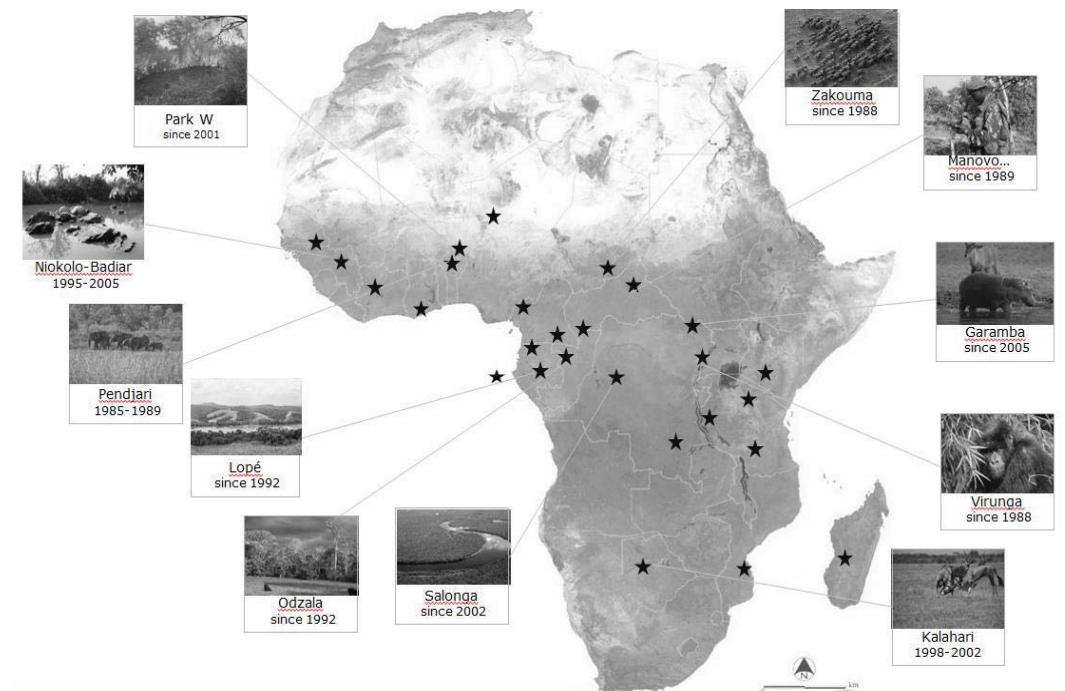 Park W
since 2001
Zakouma
since 1988
Manovo...
since 1989
Niokolo-Badiar
1995-2005
Garamba
since 2005
Pendjari
1985-1989
Lopé
since 1992
Virunga
since 1988
Odzala
since 1992
Salonga
since 2002
Kalahari
1998-2002
N
km